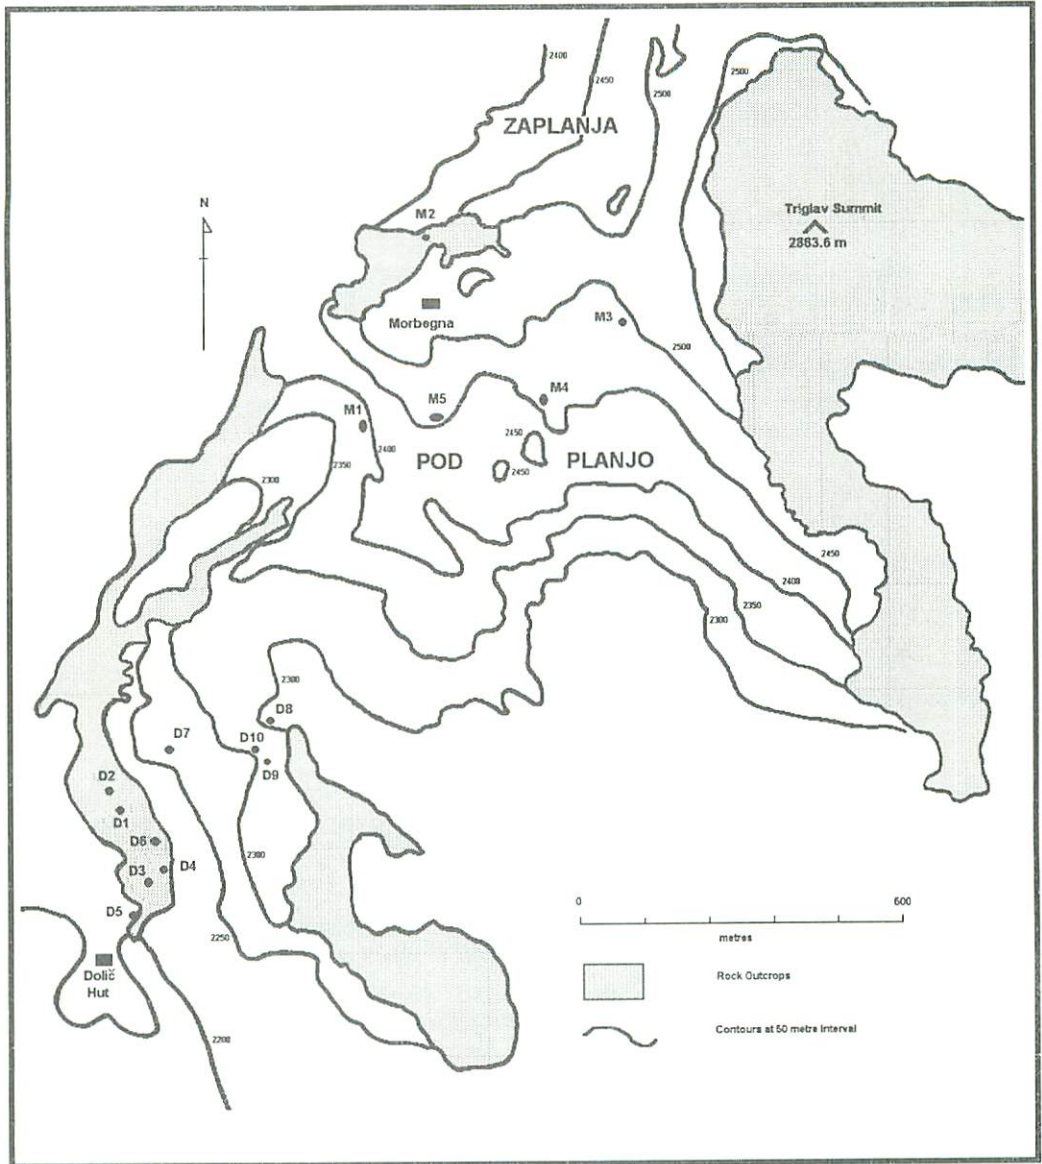 2400
2450
2500
2500
ZAPLANJA
N
M2
Triglav Summit
2863.6 m
Morbegna
M3
2500
M1
M5
M4
2400
2450
POD PLANJO
2350
2450
2300
2450
2400
2350
2300
2300
D8
D7
D10
D9
D2
D1
D6
D4
D3
2300
D5
0 600
metres
2250
Dolič
Hut
Rock Outcrops
Contours at 50 metre Interval
2200